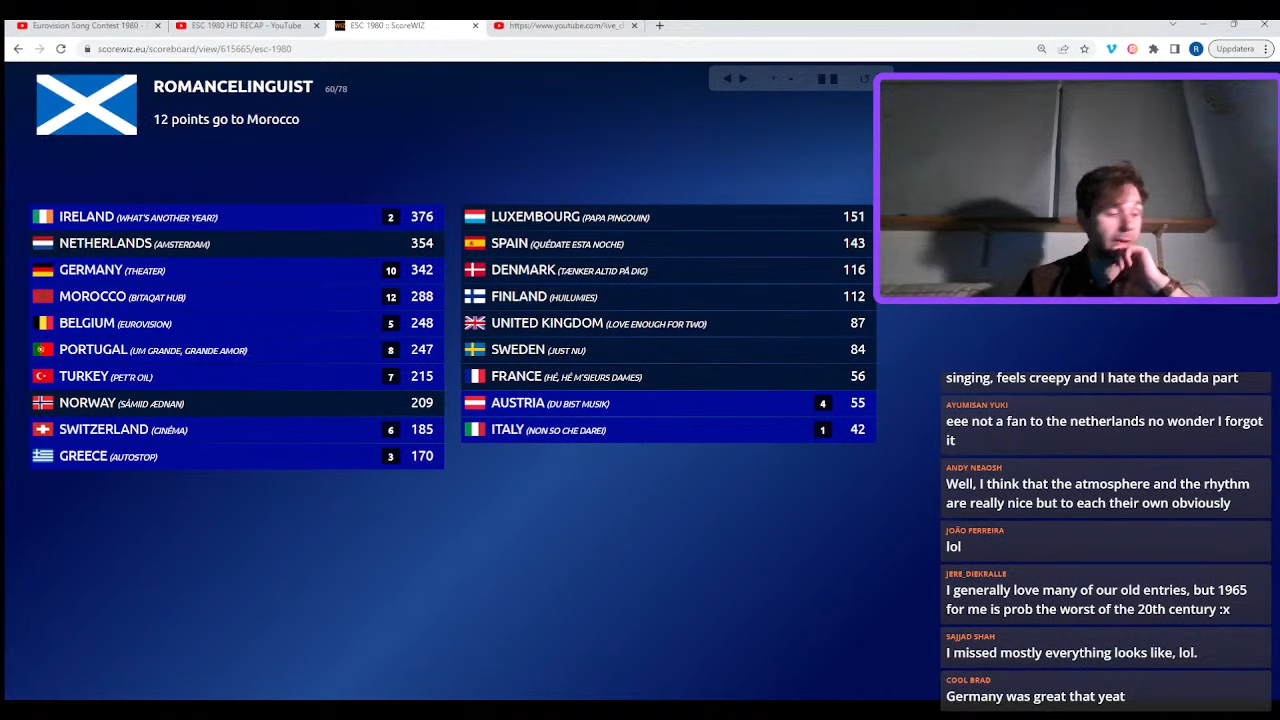 Eurovision Song Contest 1980 -
ESC 1980 HD RECAP - YouTube
ESC 1980 :: ScoreWIZ
https://www.youtube.com/live_cl
scorewiz.eu/scoreboard/view/615665/esc-1980
R
Uppdatera
ROMANCELINGUIST 60/78
12 points go to Morocco
IRELAND (WHAT'S ANOTHER YEAR?) 2 376
NETHERLANDS (AMSTERDAM) 354
GERMANY (THEATER) 10 342
MOROCCO (BITAQAT HUB) 12 288
BELGIUM (EUROVISION) 5 248
PORTUGAL (UM GRANDE, GRANDE AMOR) 8 247
TURKEY (PET'R OIL) 7 215
NORWAY (SÁMIID ÆDNAN) 209
SWITZERLAND (CINÉMA) 6 185
GREECE (AUTOSTOP) 3 170
LUXEMBOURG (PAPA PINGOUIN) 151
SPAIN (QUÉDATE ESTA NOCHE) 143
DENMARK (TÆNKER ALTID PÅ DIG) 116
FINLAND (HUILUMIES) 112
UNITED KINGDOM (LOVE ENOUGH FOR TWO) 87
SWEDEN (JUST NU) 84
FRANCE (HÉ, HÉ M'SIEURS DAMES) 56
AUSTRIA (DU BIST MUSIK) 4 55
ITALY (NON SO CHE DAREI) 1 42
singing, feels creepy and I hate the dadada part
AYUMISAN YUKI
eee not a fan to the netherlands no wonder I forgot
it
ANDY NEAOSH
Well, I think that the atmosphere and the rhythm
are really nice but to each their own obviously
JOÃO FERREIRA
lol
JERE_DIEKRALLE
I generally love many of our old entries, but 1965
for me is prob the worst of the 20th century :x
SAJJAD SHAH
I missed mostly everything looks like, lol.
COOL BRAD
Germany was great that yeat